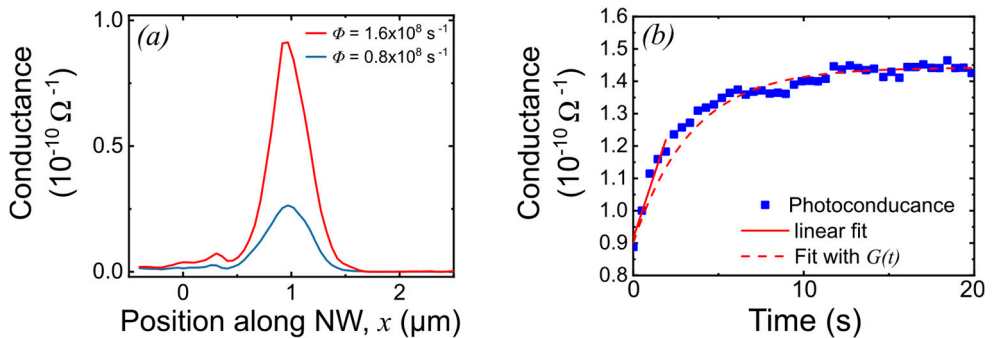 (a)
Φ = 1.6x10⁸ s⁻¹
Φ = 0.8x10⁸ s⁻¹
Conductance
(10⁻¹⁰ Ω⁻¹)
1.0
0.5
0.0
0
1
2
Position along NW, x (µm)
(b)
Conductance
(10⁻¹⁰ Ω⁻¹)
1.6
1.5
1.4
1.3
1.2
1.1
1.0
0.9
0.8
Photoconducance
linear fit
Fit with G(t)
0
10
20
Time (s)